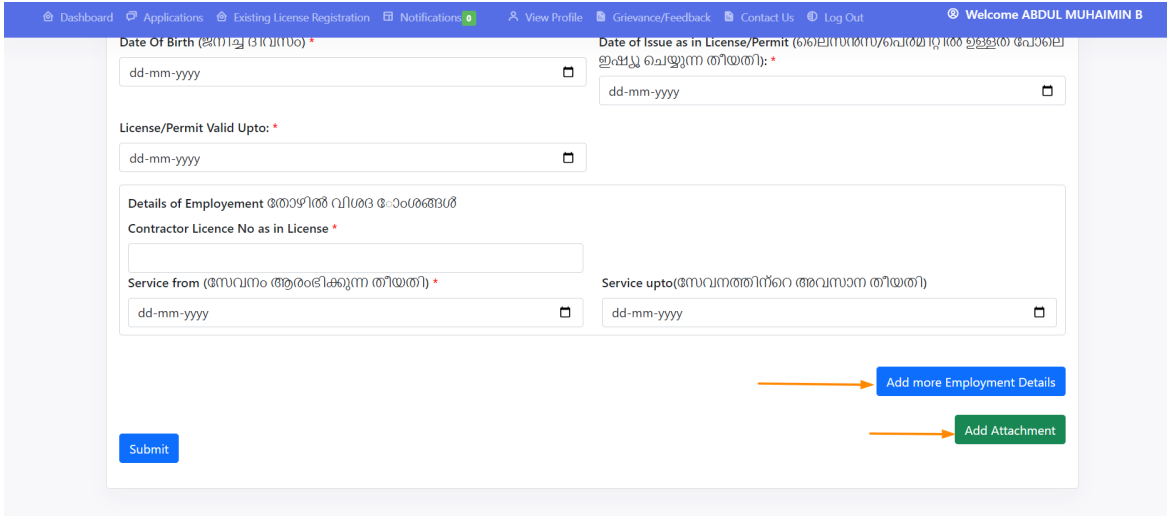 Dashboard Applications Existing License Registration Notifications 0 View Profile Grievance/Feedback Contact Us Log Out Welcome ABDUL MUHAIMIN B
Date Of Birth (ജനിച്ച ദിവസം) *
dd-mm-yyyy
Date of Issue as in License/Permit (ലൈസൻസ്/പെർമിറ്റിൽ ഉള്ളത് പോലെ
ഇഷ്യൂ ചെയ്യുന്ന തീയതി): *
dd-mm-yyyy
License/Permit Valid Upto: *
dd-mm-yyyy
Details of Employement തോഴിൽ വിശദ ോംശങ്ങൾ
Contractor Licence No as in License *
Service from (സേവനം ആരംഭിക്കുന്ന തീയതി) *
dd-mm-yyyy
Service upto(സേവനത്തിന്റെ അവസാന തീയതി)
dd-mm-yyyy
Add more Employment Details
Add Attachment
Submit